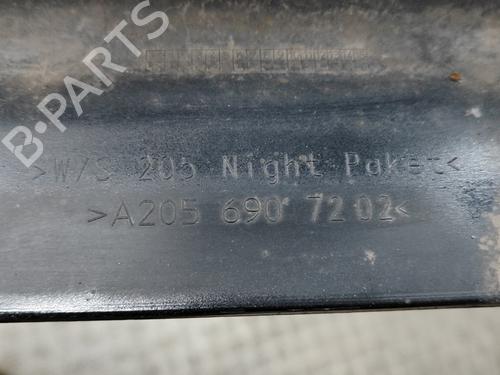 B-PARTS
>W/S 205 Night Paket<
>A205 690 72 02<